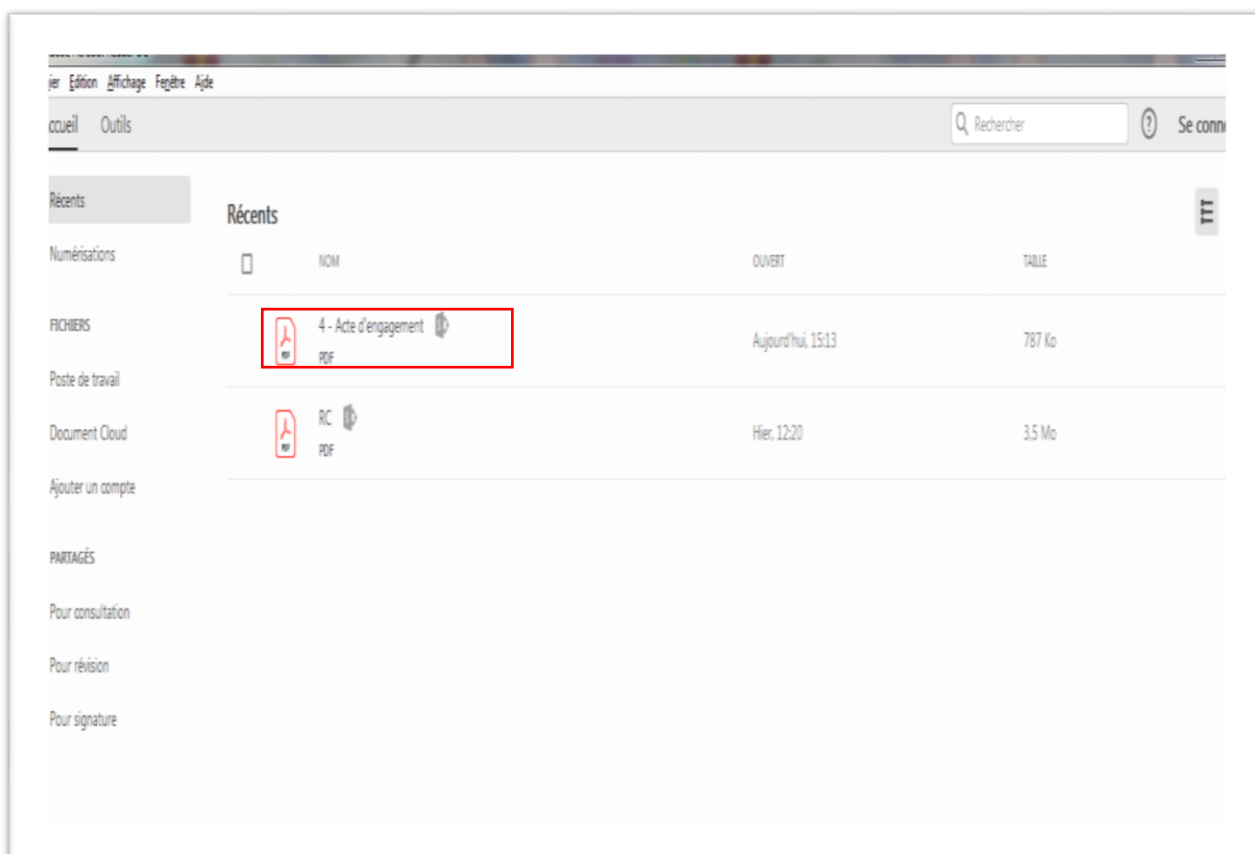 ier Edition Affichage Fenêtre Aide
ccueil Outils
Rechercher
?
Se conn
Récents
Numérisations
FICHIERS
Poste de travail
Document Cloud
Ajouter un compte
PARTAGÉS
Pour consultation
Pour révision
Pour signature
Récents
NOM OUVERT TAILLE
4 - Acte d'engagement
PDF
PDF
Aujourd'hui, 15:13
787 Ko
RC
PDF
PDF
Hier, 12:20
3,5 Mo